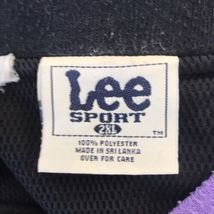 Lee
SPORT
2XL
TM
100% POLYESTER
MADE IN SRI LANKA
OVER FOR CARE